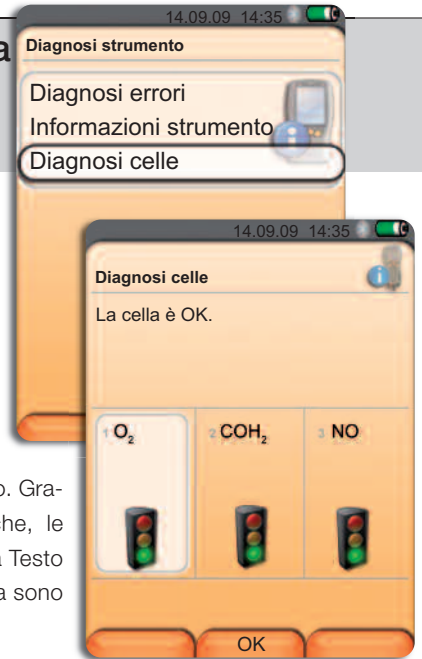 a
14.09.09 14:35
Diagnosi strumento
Diagnosi errori
Informazioni strumento
Diagnosi celle
14.09.09 14:35
Diagnosi celle
La cella è OK.
1 O₂
2 COH₂
3 NO
OK
o. Gra-
che, le
a Testo
a sono